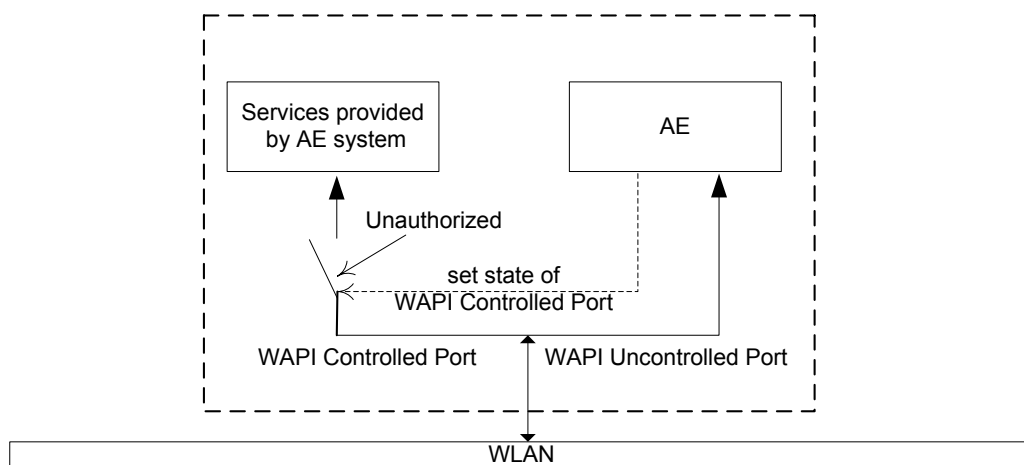 Services provided
by AE system
AE
Unauthorized
set state of
WAPI Controlled Port
WAPI Controlled Port
WAPI Uncontrolled Port
WLAN